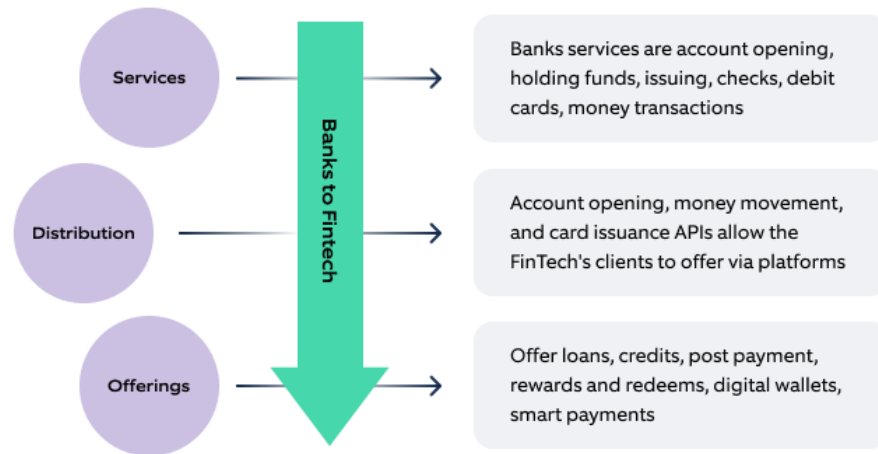 Services
Banks services are account opening,
holding funds, issuing, checks, debit
cards, money transactions
Banks to Fintech
Distribution
Account opening, money movement,
and card issuance APIs allow the
FinTech's clients to offer via platforms
Offerings
Offer loans, credits, post payment,
rewards and redeems, digital wallets,
smart payments